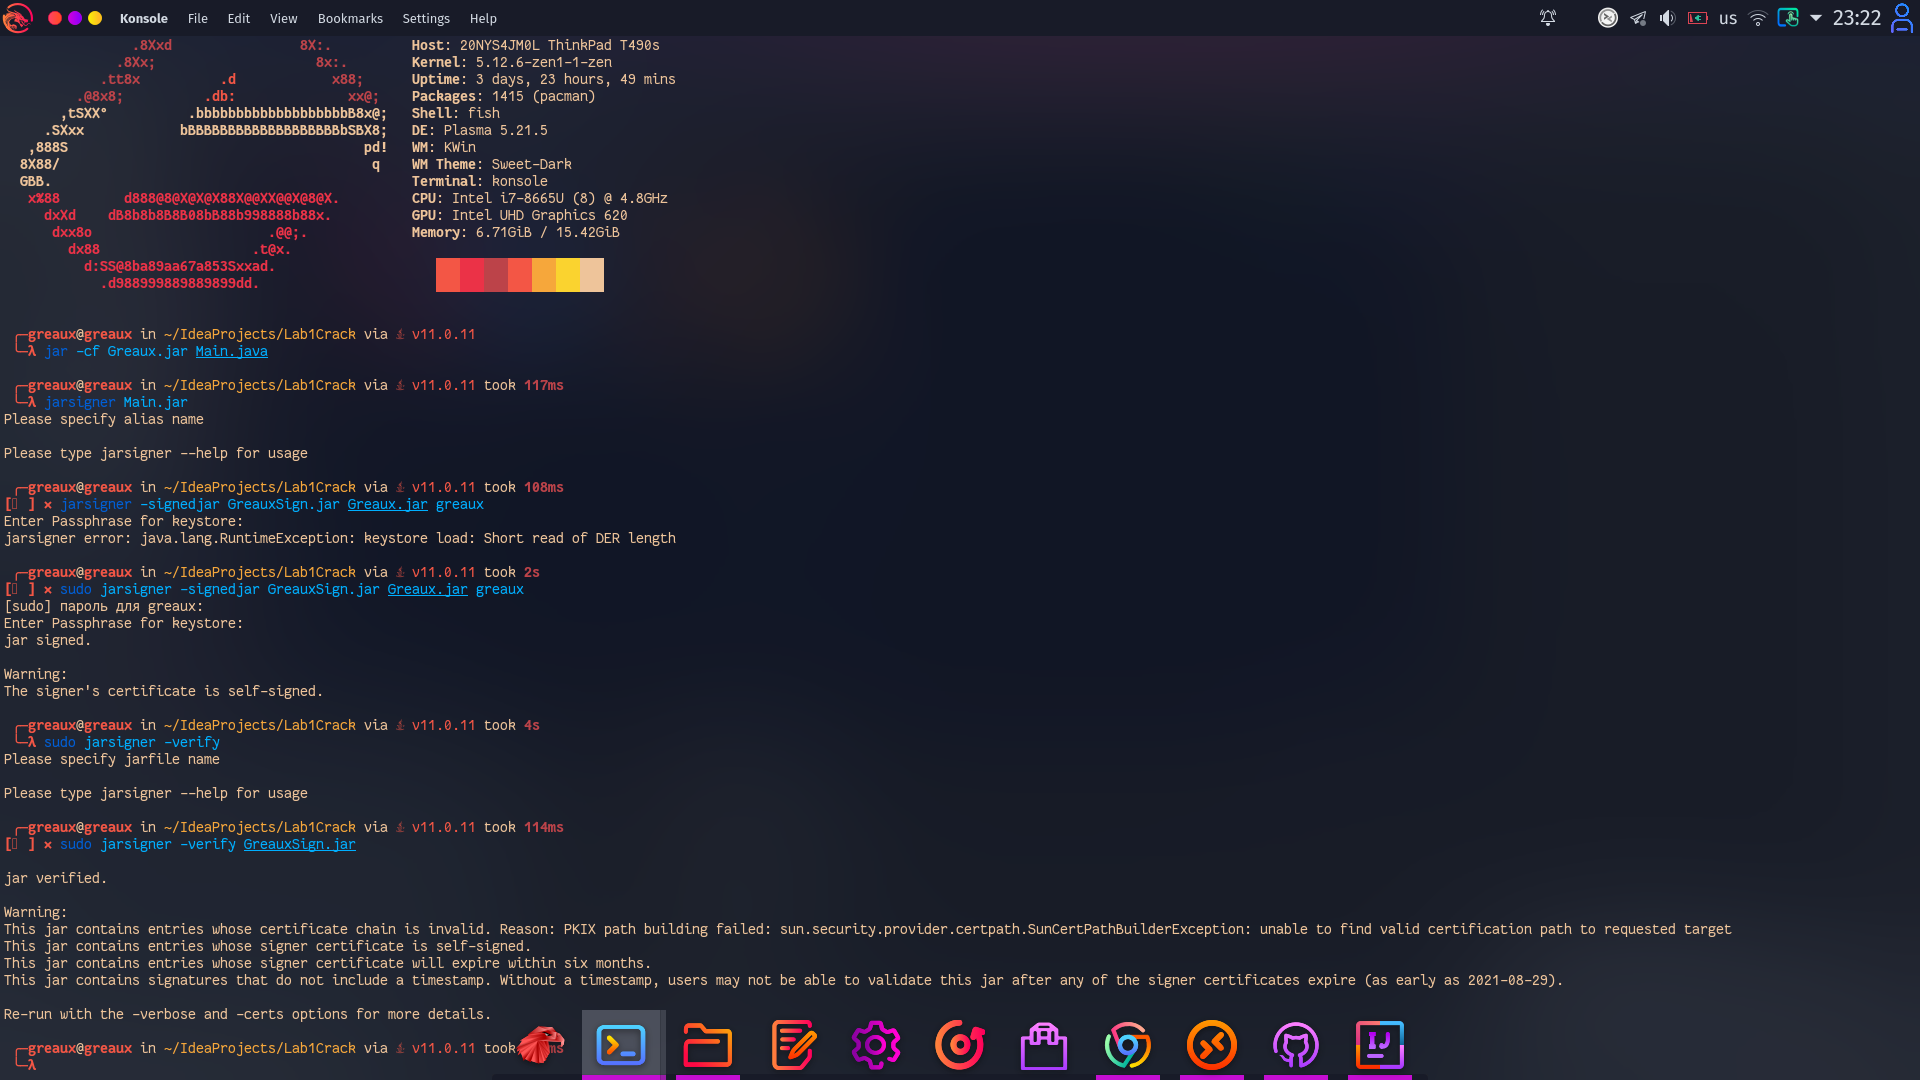 Konsole File Edit View Bookmarks Settings Help us 23:22
.8Xxd 8X:. Host: 20NYS4JM0L ThinkPad T490s
.8Xx; 8x:. Kernel: 5.12.6-zen1-1-zen
.tt8x .d x88; Uptime: 3 days, 23 hours, 49 mins
.@8x8; .db: xx@; Packages: 1415 (pacman)
,tSXX° .bbbbbbbbbbbbbbbbbbbB8x@; Shell: fish
.SXxx bBBBBBBBBBBBBBBBBBBBbSBX8; DE: Plasma 5.21.5
,888S pd! WM: KWin
8X88/ q WM Theme: Sweet-Dark
GBB. Terminal: konsole
x%88 d888@8@X@X@X88X@@XX@@X@8@X. CPU: Intel i7-8665U (8) @ 4.8GHz
dxXd dB8b8b8B8B08bB88b998888b88x. GPU: Intel UHD Graphics 620
dxx8o .@@;. Memory: 6.71GiB / 15.42GiB
dx88 .t@x.
d:SS@8ba89aa67a853Sxxad.
.d988999889889899dd.
╭─greaux@greaux in ~/IdeaProjects/Lab1Crack via v11.0.11
╰─λ jar -cf Greaux.jar Main.java
╭─greaux@greaux in ~/IdeaProjects/Lab1Crack via v11.0.11 took 117ms
╰─λ jarsigner Main.jar
Please specify alias name
Please type jarsigner --help for usage
╭─greaux@greaux in ~/IdeaProjects/Lab1Crack via v11.0.11 took 108ms
[ ] × jarsigner -signedjar GreauxSign.jar Greaux.jar greaux
Enter Passphrase for keystore:
jarsigner error: java.lang.RuntimeException: keystore load: Short read of DER length
╭─greaux@greaux in ~/IdeaProjects/Lab1Crack via v11.0.11 took 2s
[ ] × sudo jarsigner -signedjar GreauxSign.jar Greaux.jar greaux
[sudo] пароль для greaux:
Enter Passphrase for keystore:
jar signed.
Warning:
The signer's certificate is self-signed.
╭─greaux@greaux in ~/IdeaProjects/Lab1Crack via v11.0.11 took 4s
╰─λ sudo jarsigner -verify
Please specify jarfile name
Please type jarsigner --help for usage
╭─greaux@greaux in ~/IdeaProjects/Lab1Crack via v11.0.11 took 114ms
[ ] × sudo jarsigner -verify GreauxSign.jar
jar verified.
Warning:
This jar contains entries whose certificate chain is invalid. Reason: PKIX path building failed: sun.security.provider.certpath.SunCertPathBuilderException: unable to find valid certification path to requested target
This jar contains entries whose signer certificate is self-signed.
This jar contains entries whose signer certificate will expire within six months.
This jar contains signatures that do not include a timestamp. Without a timestamp, users may not be able to validate this jar after any of the signer certificates expire (as early as 2021-08-29).
Re-run with the -verbose and -certs options for more details.
╭─greaux@greaux in ~/IdeaProjects/Lab1Crack via v11.0.11 took
╰─λ
IJ